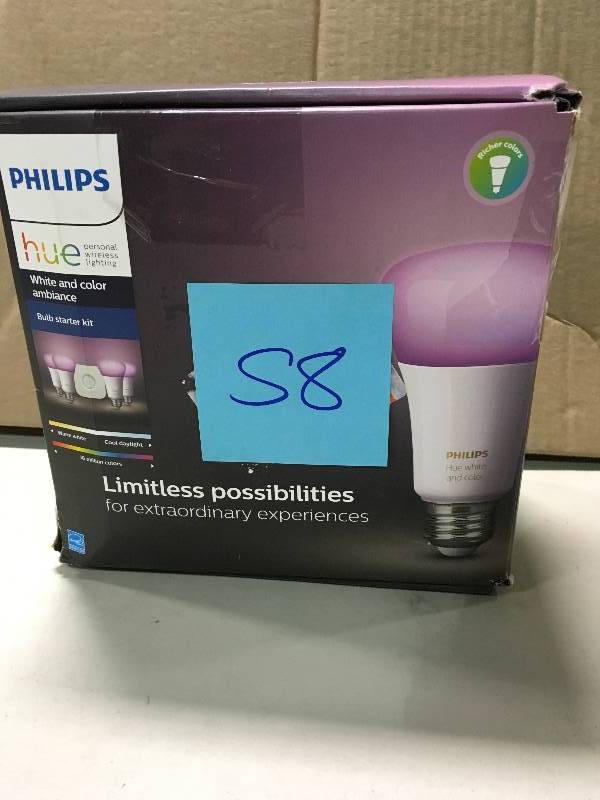 Richer colors
PHILIPS
hue personal
wireless
lighting
White and color
ambiance
Bulb starter kit
S8
Warm white Cool daylight
16 million colors
PHILIPS
Hue white
and color
Limitless possibilities
for extraordinary experiences